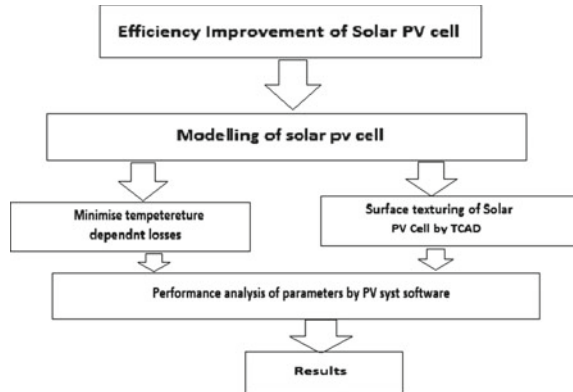 Efficiency Improvement of Solar PV cell
Modelling of solar pv cell
Minimise tempetereture
dependnt losses
Surface texturing of Solar
PV Cell by TCAD
Performance analysis of parameters by PV syst software
Results